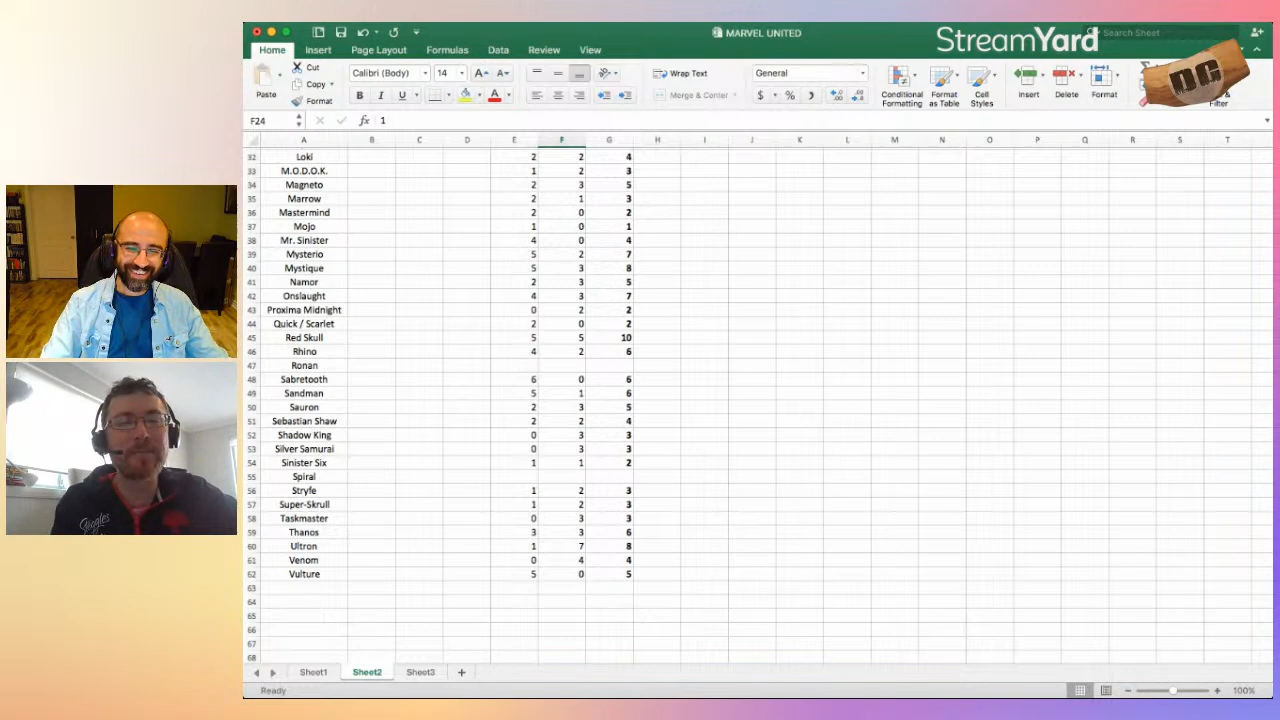 MARVEL UNITED
Search Sheet
StreamYard
DG
Home Insert Page Layout Formulas Data Review View
Paste
Cut
Copy
Format
Calibri (Body) 14
B I U
Wrap Text
Merge & Center
General
$ %
Conditional Formatting
Format as Table
Cell Styles
Insert
Delete
Format
Filter
F24 fx 1
A B C D E F G H I J K L M N O P Q R S T
32 Loki 2 2 4
33 M.O.D.O.K. 1 2 3
34 Magneto 2 3 5
35 Marrow 2 1 3
36 Mastermind 2 0 2
37 Mojo 1 0 1
38 Mr. Sinister 4 0 4
39 Mysterio 5 2 7
40 Mystique 5 3 8
41 Namor 2 3 5
42 Onslaught 4 3 7
43 Proxima Midnight 0 2 2
44 Quick / Scarlet 2 0 2
45 Red Skull 5 5 10
46 Rhino 4 2 6
47 Ronan
48 Sabretooth 6 0 6
49 Sandman 5 1 6
50 Sauron 2 3 5
51 Sebastian Shaw 2 2 4
52 Shadow King 0 3 3
53 Silver Samurai 0 3 3
54 Sinister Six 1 1 2
55 Spiral
56 Stryfe 1 2 3
57 Super-Skrull 1 2 3
58 Taskmaster 0 3 3
59 Thanos 3 3 6
60 Ultron 1 7 8
61 Venom 0 4 4
62 Vulture 5 0 5
63
64
65
66
67
68
Sheet1 Sheet2 Sheet3 +
Ready
100%